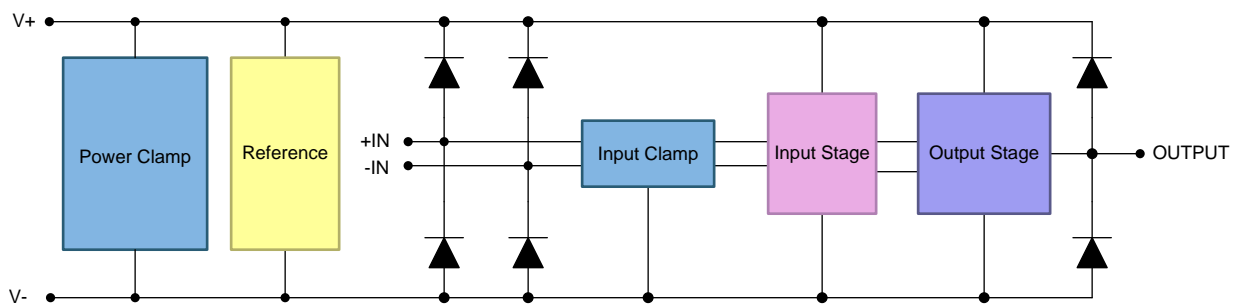 V+
Power Clamp
Reference
+IN
-IN
Input Clamp
Input Stage
Output Stage
OUTPUT
V-